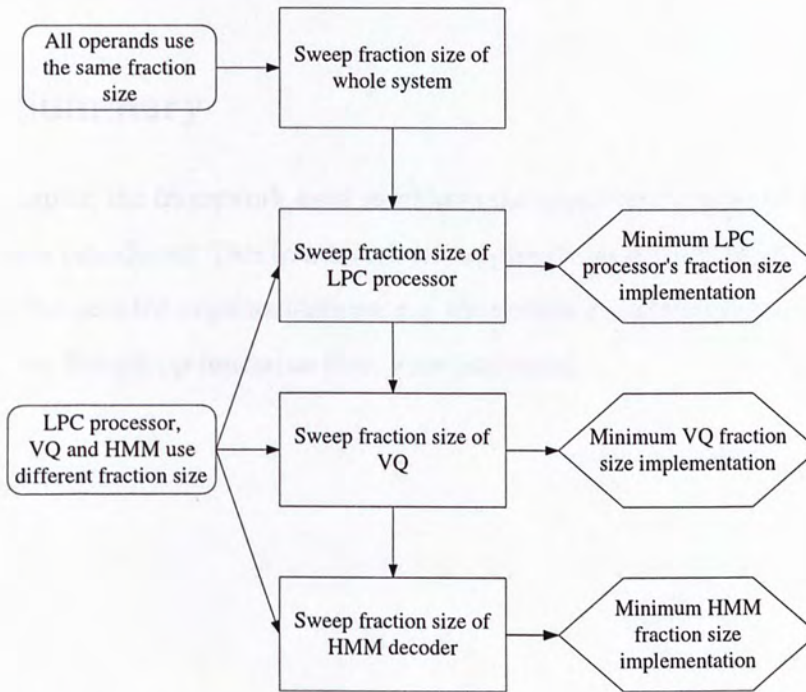 All operands use
the same fraction
size
Sweep fraction size of
whole system
Sweep fraction size of
LPC processor
Minimum LPC
processor's fraction size
implementation
LPC processor,
VQ and HMM use
different fraction size
Sweep fraction size of
VQ
Minimum VQ fraction
size implementation
Sweep fraction size of
HMM decoder
Minimum HMM
fraction size
implementation